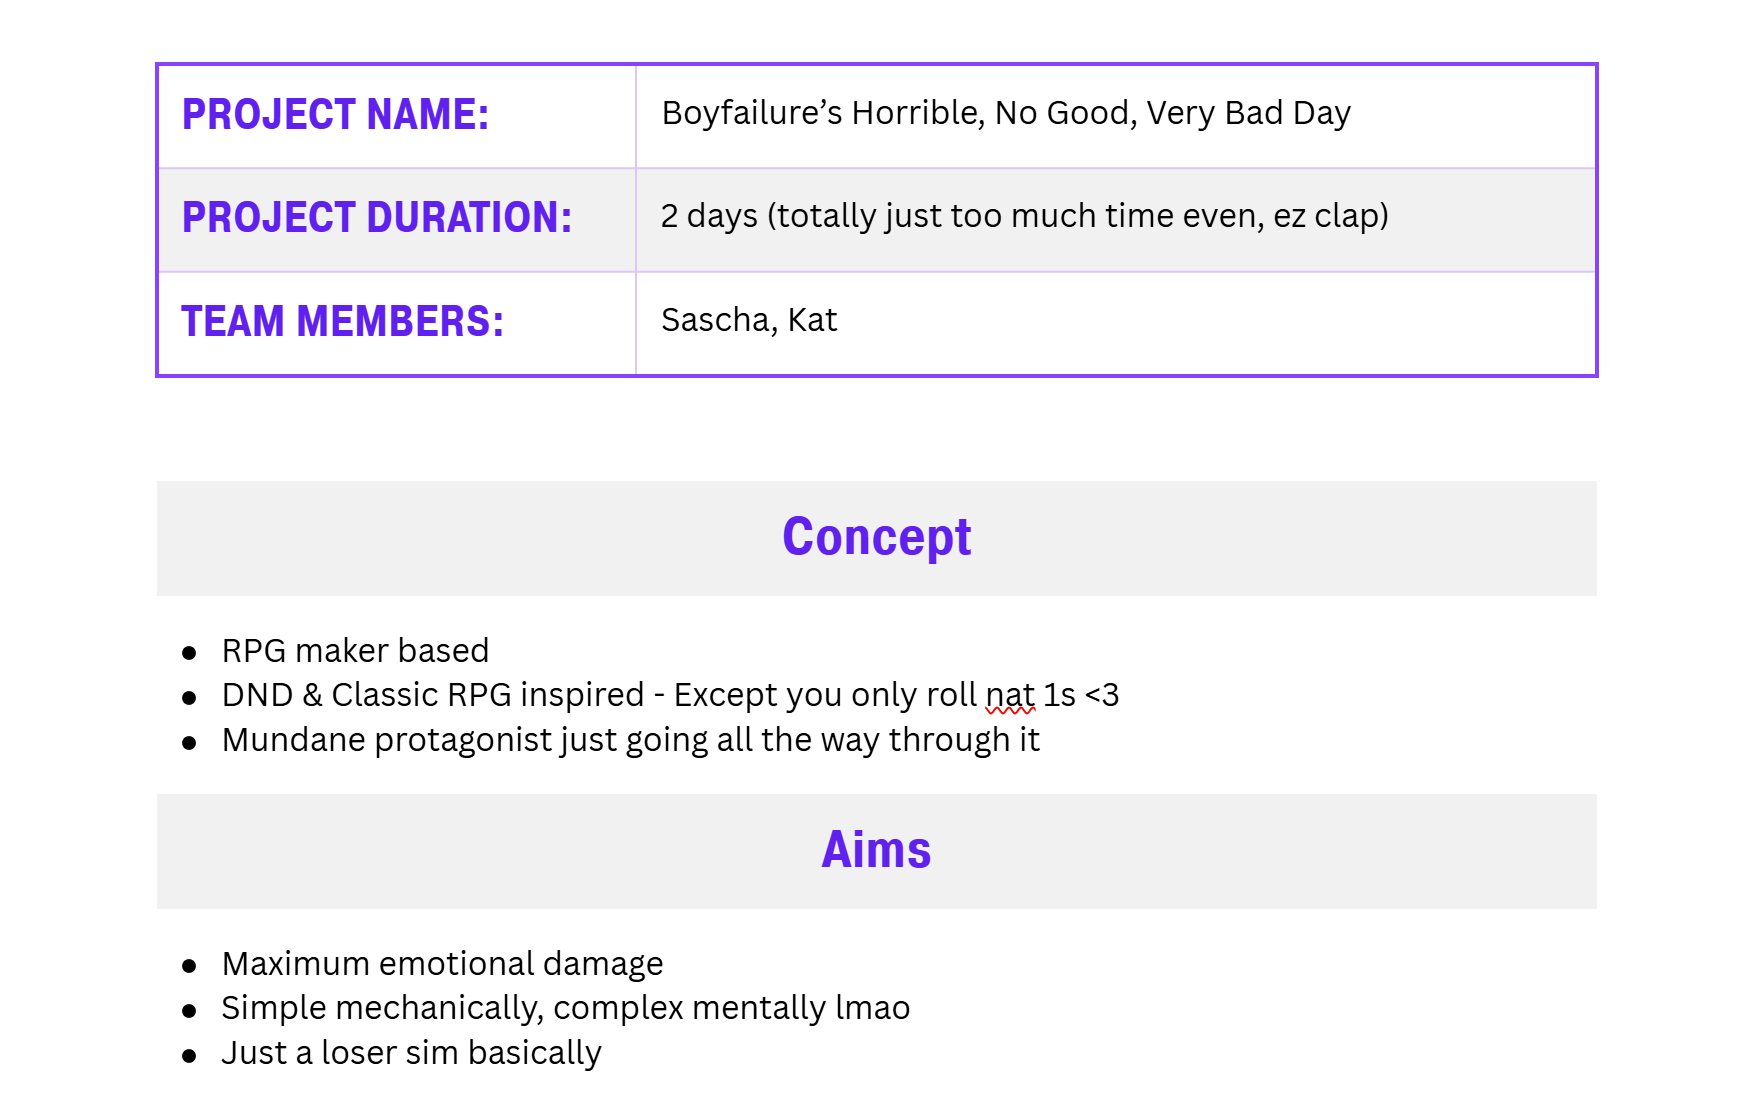 PROJECT NAME: Boyfailure’s Horrible, No Good, Very Bad Day
PROJECT DURATION: 2 days (totally just too much time even, ez clap)
TEAM MEMBERS: Sascha, Kat
Concept
● RPG maker based
● DND & Classic RPG inspired - Except you only roll nat 1s <3
● Mundane protagonist just going all the way through it
Aims
● Maximum emotional damage
● Simple mechanically, complex mentally lmao
● Just a loser sim basically